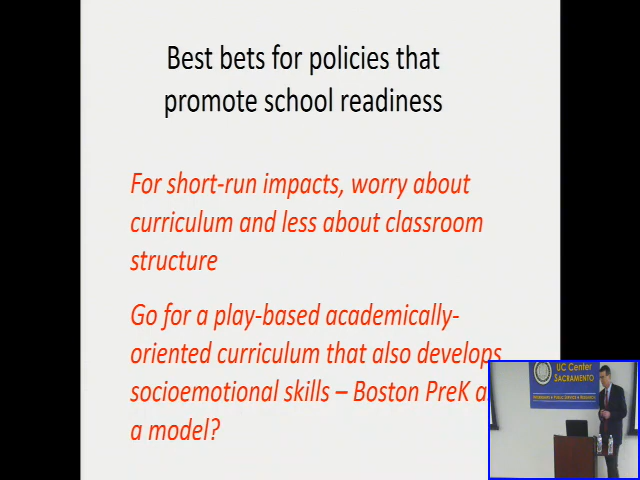 Best bets for policies that
promote school readiness
For short-run impacts, worry about
curriculum and less about classroom
structure
Go for a play-based academically-
oriented curriculum that also develops
socioemotional skills – Boston PreK
a model?
UC Center
SACRAMENTO